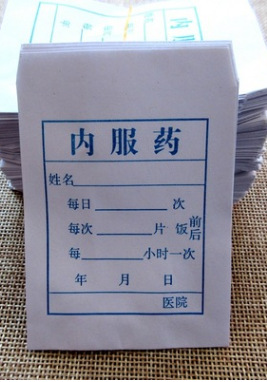 内服药
姓名
每日 次
每次 片 饭前后
每 小时一次
年 月 日
医院